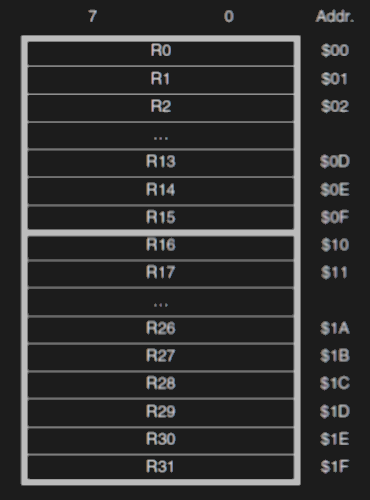 7 0 Addr.
R0 $00
R1 $01
R2 $02
...
R13 $0D
R14 $0E
R15 $0F
R16 $10
R17 $11
...
R26 $1A
R27 $1B
R28 $1C
R29 $1D
R30 $1E
R31 $1F